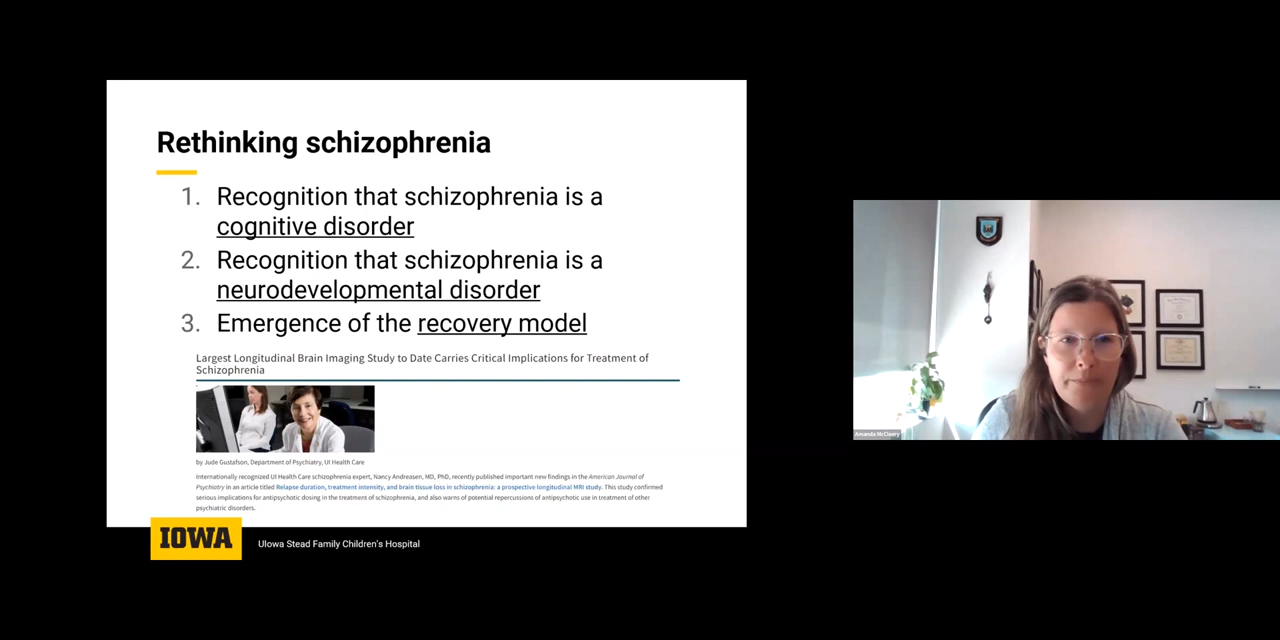 Rethinking schizophrenia
1. Recognition that schizophrenia is a
cognitive disorder
2. Recognition that schizophrenia is a
neurodevelopmental disorder
3. Emergence of the recovery model
Largest Longitudinal Brain Imaging Study to Date Carries Critical Implications for Treatment of
Schizophrenia
by Jude Gustafson, Department of Psychiatry, UI Health Care
Internationally recognized UI Health Care schizophrenia expert, Nancy Andreasen, MD, PhD, recently published important new findings in the American Journal of
Psychiatry in an article titled Relapse duration, treatment intensity, and brain tissue loss in schizophrenia: a prospective longitudinal MRI study. This study confirmed
serious implications for antipsychotic dosing in the treatment of schizophrenia, and also warns of potential repercussions of antipsychotic use in treatment of other
psychiatric disorders.
IOWA
UIowa Stead Family Children's Hospital
Amanda McCleery